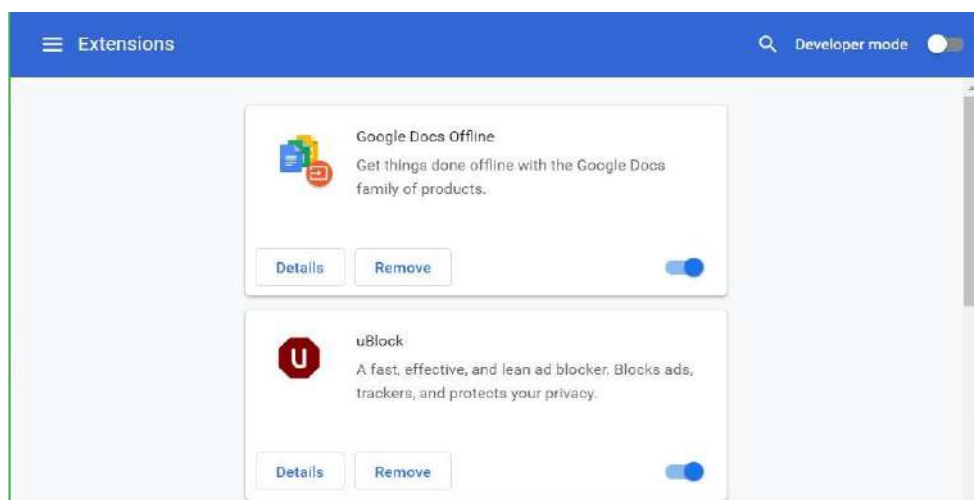 Extensions
Developer mode
Google Docs Offline
Get things done offline with the Google Docs
family of products.
Details Remove
U
uBlock
A fast, effective, and lean ad blocker. Blocks ads,
trackers, and protects your privacy.
Details Remove